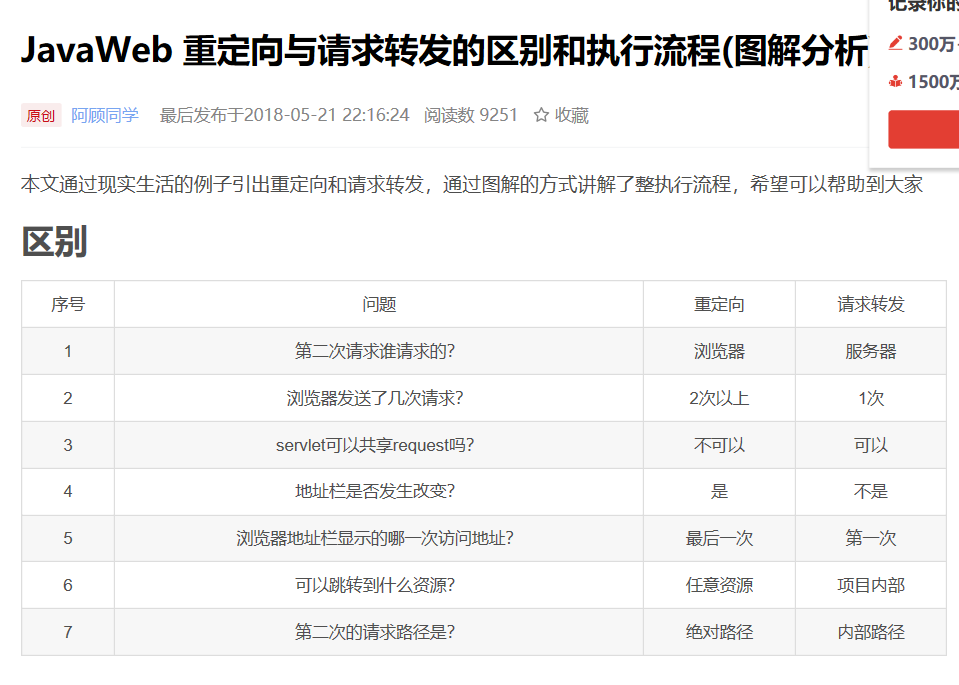 记录你的
JavaWeb 重定向与请求转发的区别和执行流程(图解分析)
300万
1500万
原创 阿顾同学 最后发布于2018-05-21 22:16:24 阅读数 9251 收藏
本文通过现实生活的例子引出重定向和请求转发，通过图解的方式讲解了整执行流程，希望可以帮助到大家
区别
序号 问题 重定向 请求转发
1 第二次请求谁请求的? 浏览器 服务器
2 浏览器发送了几次请求? 2次以上 1次
3 servlet可以共享request吗? 不可以 可以
4 地址栏是否发生改变? 是 不是
5 浏览器地址栏显示的哪一次访问地址? 最后一次 第一次
6 可以跳转到什么资源? 任意资源 项目内部
7 第二次的请求路径是? 绝对路径 内部路径